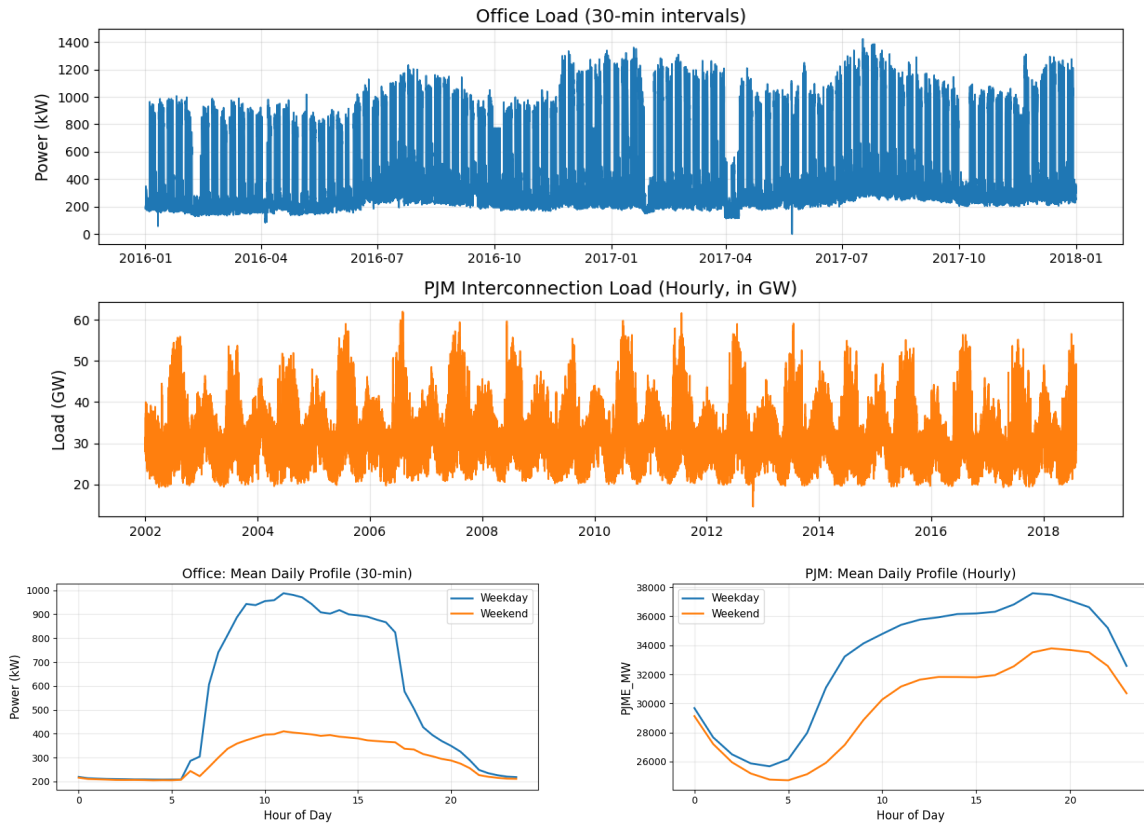 Office Load (30-min intervals)
Power (kW)
1400
1200
1000
800
600
400
200
0
2016-01 2016-04 2016-07 2016-10 2017-01 2017-04 2017-07 2017-10 2018-01
PJM Interconnection Load (Hourly, in GW)
Load (GW)
60
50
40
30
20
2002 2004 2006 2008 2010 2012 2014 2016 2018
Office: Mean Daily Profile (30-min)
Power (kW)
1000
900
800
700
600
500
400
300
200
Weekday
Weekend
0 5 10 15 20
Hour of Day
PJM: Mean Daily Profile (Hourly)
PJME_MW
38000
36000
34000
32000
30000
28000
26000
Weekday
Weekend
0 5 10 15 20
Hour of Day